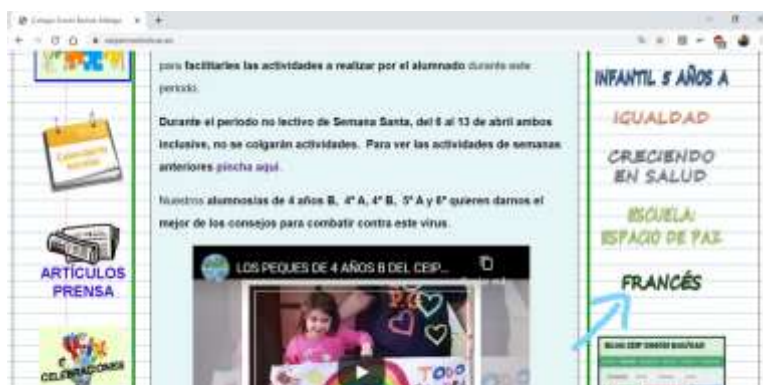 para facilitarles las actividades a realizar por el alumnado durante este
periodo.
Durante el periodo no lectivo de Semana Santa, del 6 al 13 de abril ambos
inclusive, no se colgarán actividades. Para ver las actividades de semanas
anteriores pincha aquí.
Nuestros alumnos/as de 4 años B, 4º A, 4º B, 5º A y 6º quieren darnos el
mejor de los consejos para combatir contra este virus.
LOS PEQUES DE 4 AÑOS B DEL CEIP...
TODO
ARTÍCULOS
PRENSA
CELEBRACIONES
INFANTIL 5 AÑOS A
IGUALDAD
CRECIENDO
EN SALUD
ESCUELA:
ESPACIO DE PAZ
FRANCÉS